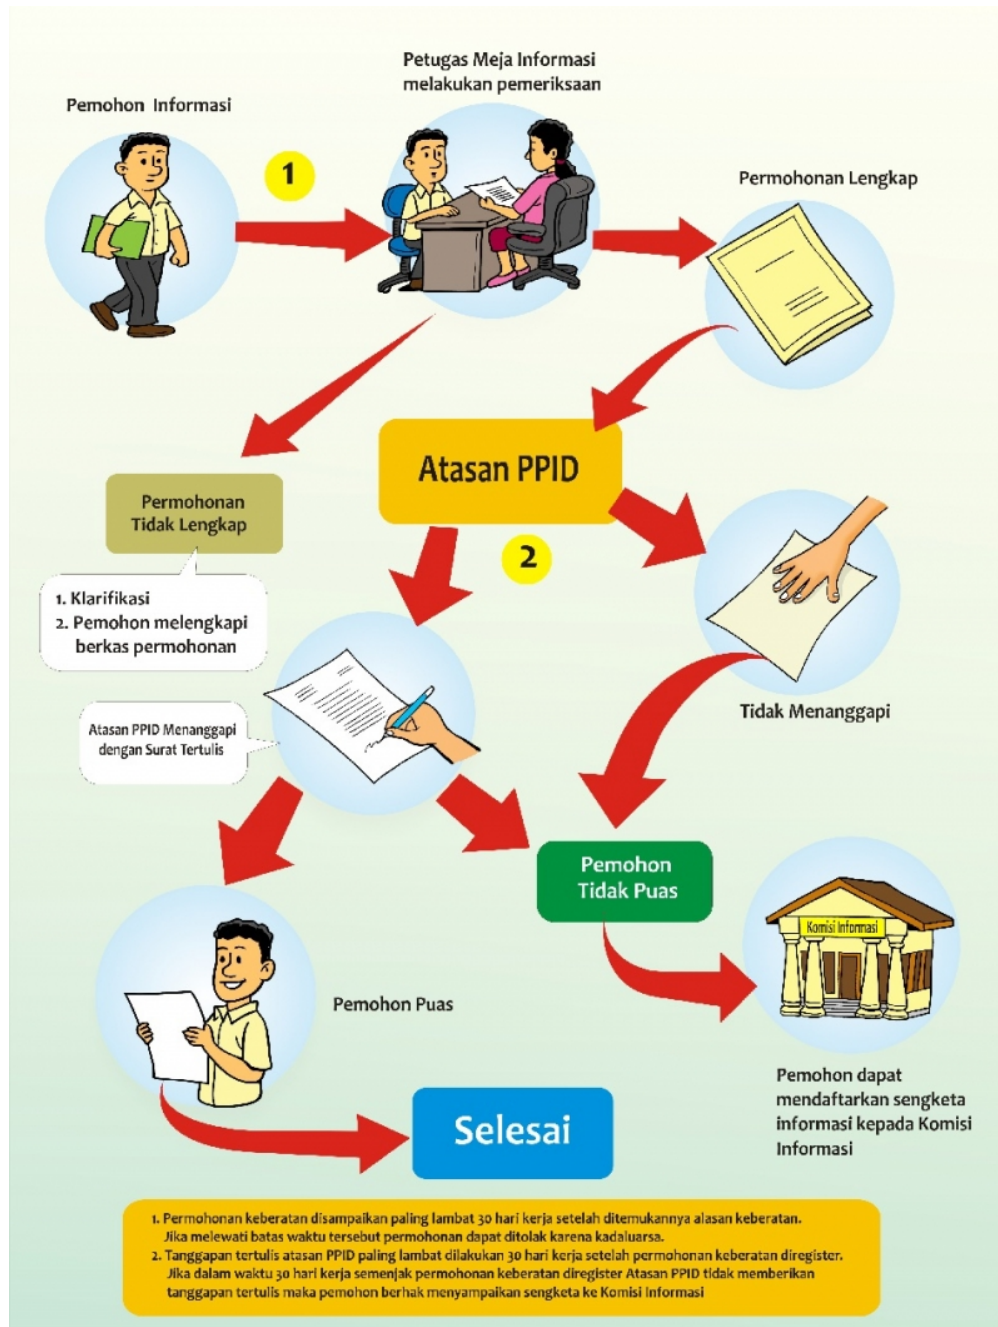 Petugas Meja Informasi
melakukan pemeriksaan
Pemohon Informasi
1
Permohonan Lengkap
Atasan PPID
Permohonan
Tidak Lengkap
2
1. Klarifikasi
2. Pemohon melengkapi
berkas permohonan
Tidak Menanggapi
Atasan PPID Menanggapi
dengan Surat Tertulis
Pemohon
Tidak Puas
Komisi Informasi
Pemohon Puas
Pemohon dapat
mendaftarkan sengketa
informasi kepada Komisi
Informasi
Selesai
1. Permohonan keberatan disampaikan paling lambat 30 hari kerja setelah ditemukannya alasan keberatan.
Jika melewati batas waktu tersebut permohonan dapat ditolak karena kadaluarsa.
2. Tanggapan tertulis atasan PPID paling lambat dilakukan 30 hari kerja setelah permohonan keberatan diregister.
Jika dalam waktu 30 hari kerja semenjak permohonan keberatan diregister Atasan PPID tidak memberikan
tanggapan tertulis maka pemohon berhak menyampaikan sengketa ke Komisi Informasi